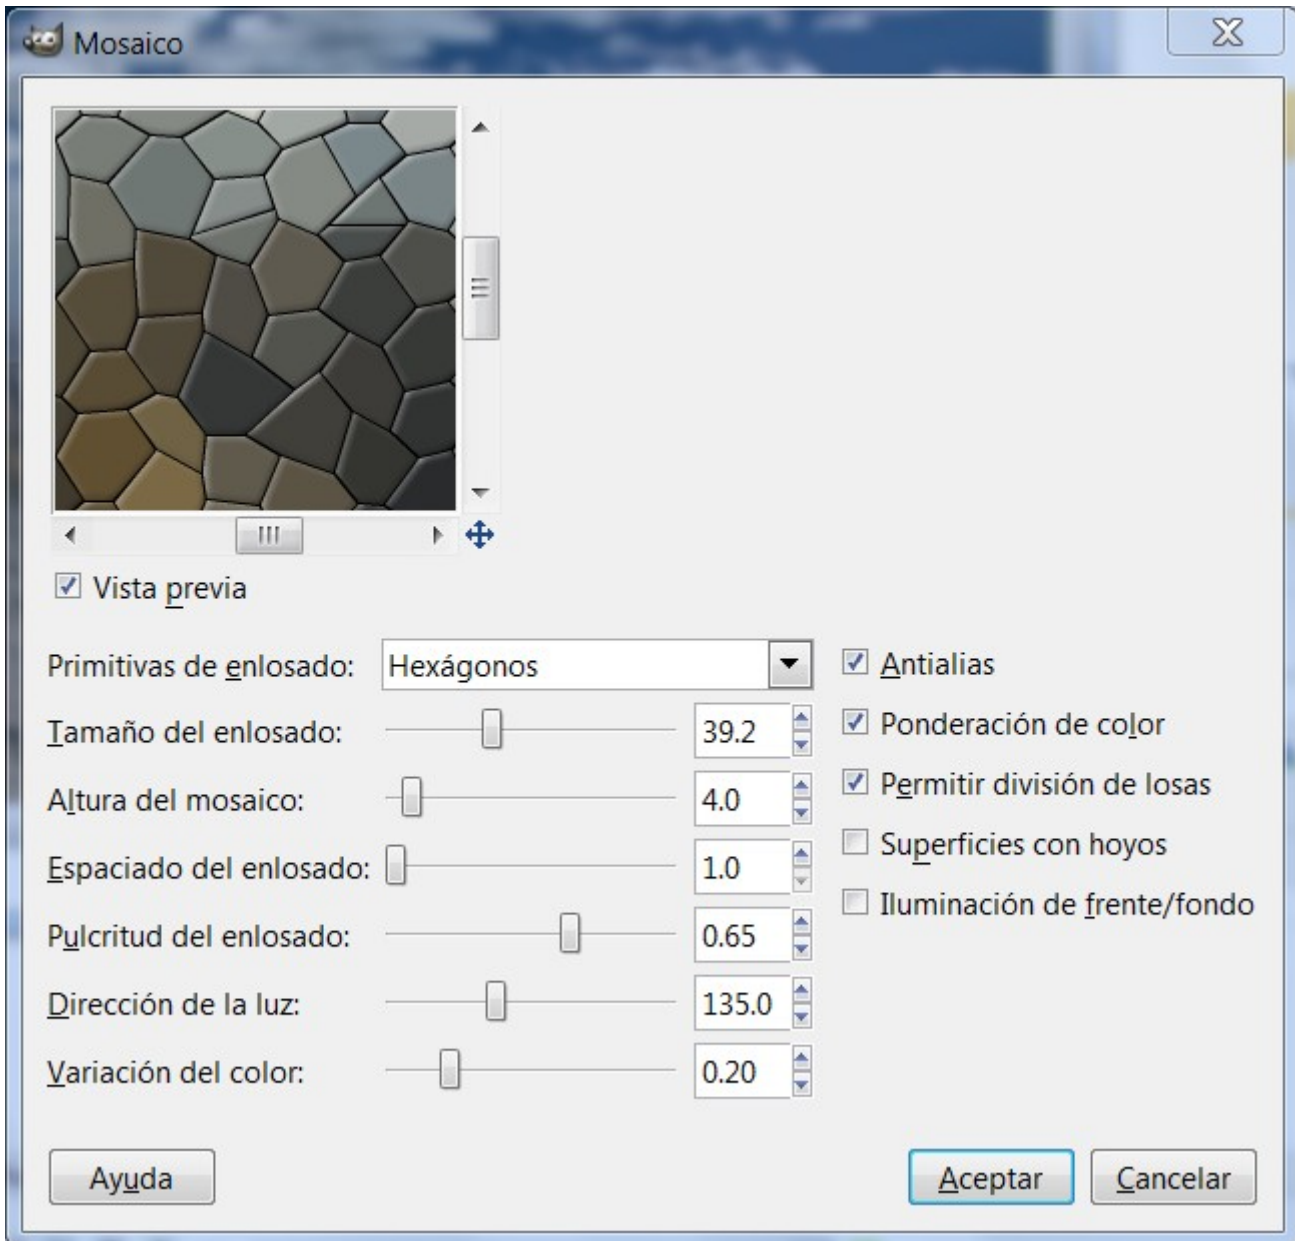 Mosaico
Vista previa
Primitivas de enlosado: Hexágonos
Tamaño del enlosado: 39.2
Altura del mosaico: 4.0
Espaciado del enlosado: 1.0
Pulcritud del enlosado: 0.65
Dirección de la luz: 135.0
Variación del color: 0.20
Antialias
Ponderación de color
Permitir división de losas
Superficies con hoyos
Iluminación de frente/fondo
Ayuda
Aceptar
Cancelar